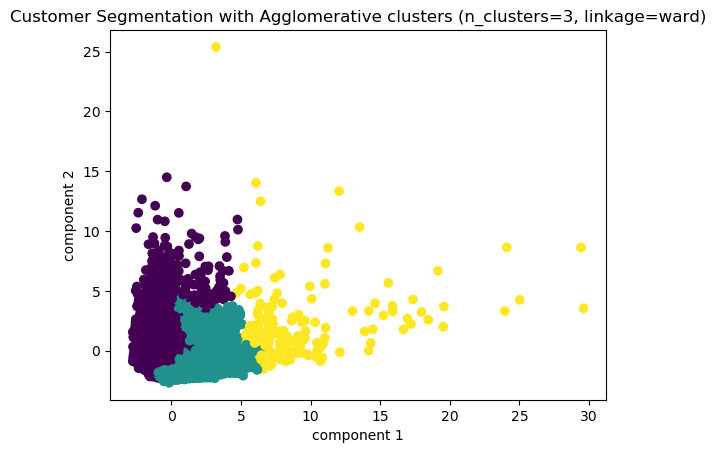 Customer Segmentation with Agglomerative clusters (n_clusters=3, linkage=ward)
25
20
15
10
5
0
component 2
0 5 10 15 20 25 30
component 1